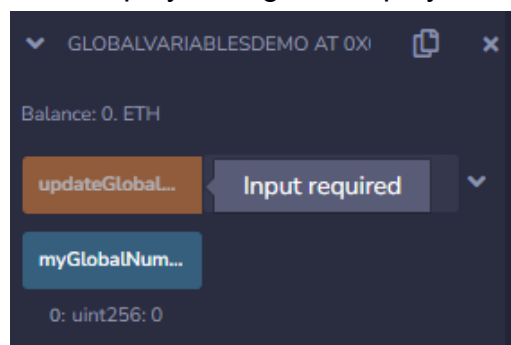 GLOBALVARIABLESDEMO AT 0X
Balance: 0. ETH
updateGlobal... Input required
myGlobalNum...
0: uint256: 0